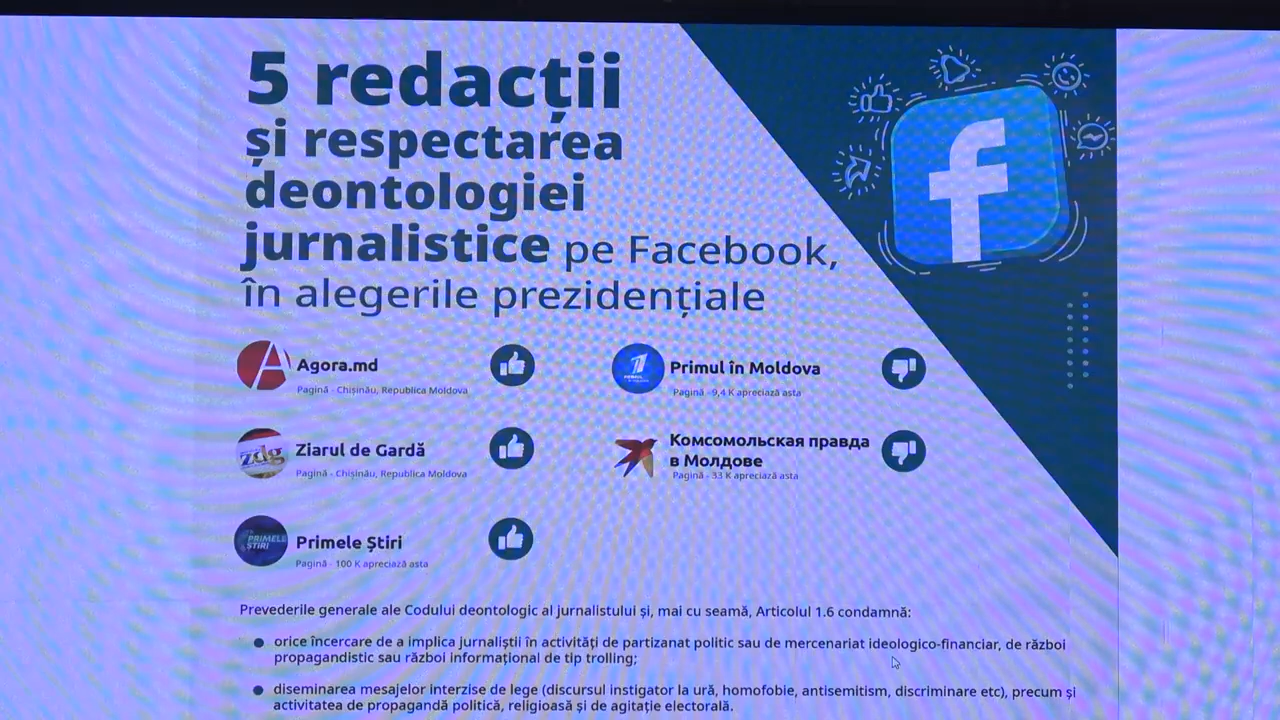 5 redacții
și respectarea
deontologiei
jurnalistice pe Facebook,
în alegerile prezidențiale
Agora.md
Pagină - Chișinău, Republica Moldova
Primul în Moldova
Pagină - 9,4 K apreciază asta
Ziarul de Gardă
Pagină - Chișinău, Republica Moldova
zdg
Комсомольская правда
в Молдове
Pagină - 33 K apreciază asta
PRIMELE
ȘTIRI
Primele Știri
Pagină - 100 K apreciază asta
Prevederile generale ale Codului deontologic al jurnalistului și, mai cu seamă, Articolul 1.6 condamnă:
orice încercare de a implica jurnaliștii în activități de partizanat politic sau de mercenariat ideologico-financiar, de război
propagandistic sau război informațional de tip trolling;
diseminarea mesajelor interzise de lege (discursul instigator la ură, homofobie, antisemitism, discriminare etc), precum și
activitatea de propagandă politică, religioasă și de agitație electorală.